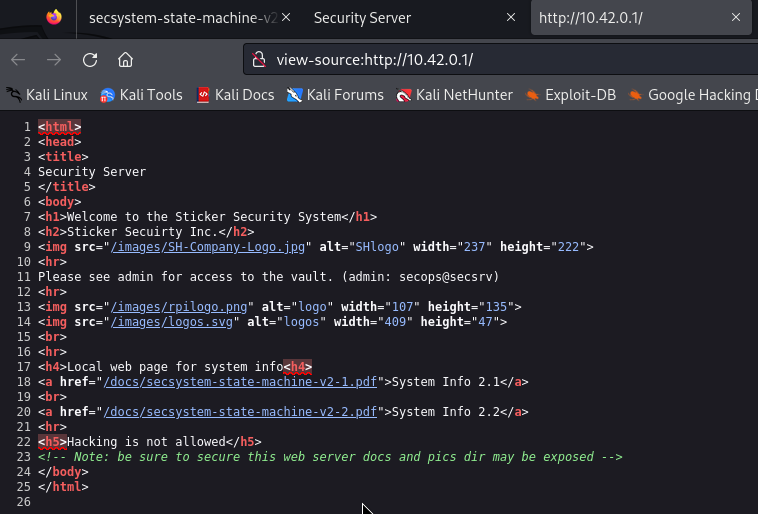 secsystem-state-machine-v2
Security Server
http://10.42.0.1/
view-source:http://10.42.0.1/
Kali Linux
Kali Tools
Kali Docs
Kali Forums
Kali NetHunter
Exploit-DB
Google Hacking
1 <html>
2 <head>
3 <title>
4 Security Server
5 </title>
6 <body>
7 <h1>Welcome to the Sticker Security System</h1>
8 <h2>Sticker Secuirty Inc.</h2>
9 <img src="/images/SH-Company-Logo.jpg" alt="SHlogo" width="237" height="222">
10 <hr>
11 Please see admin for access to the vault. (admin: secops@secsrv)
12 <hr>
13 <img src="/images/rpilogo.png" alt="logo" width="107" height="135">
14 <img src="/images/logos.svg" alt="logos" width="409" height="47">
15 <br>
16 <hr>
17 <h4>Local web page for system info<h4>
18 <a href="/docs/secsystem-state-machine-v2-1.pdf">System Info 2.1</a>
19 <br>
20 <a href="/docs/secsystem-state-machine-v2-2.pdf">System Info 2.2</a>
21 <hr>
22 <h5>Hacking is not allowed</h5>
23 <!-- Note: be sure to secure this web server docs and pics dir may be exposed -->
24 </body>
25 </html>
26